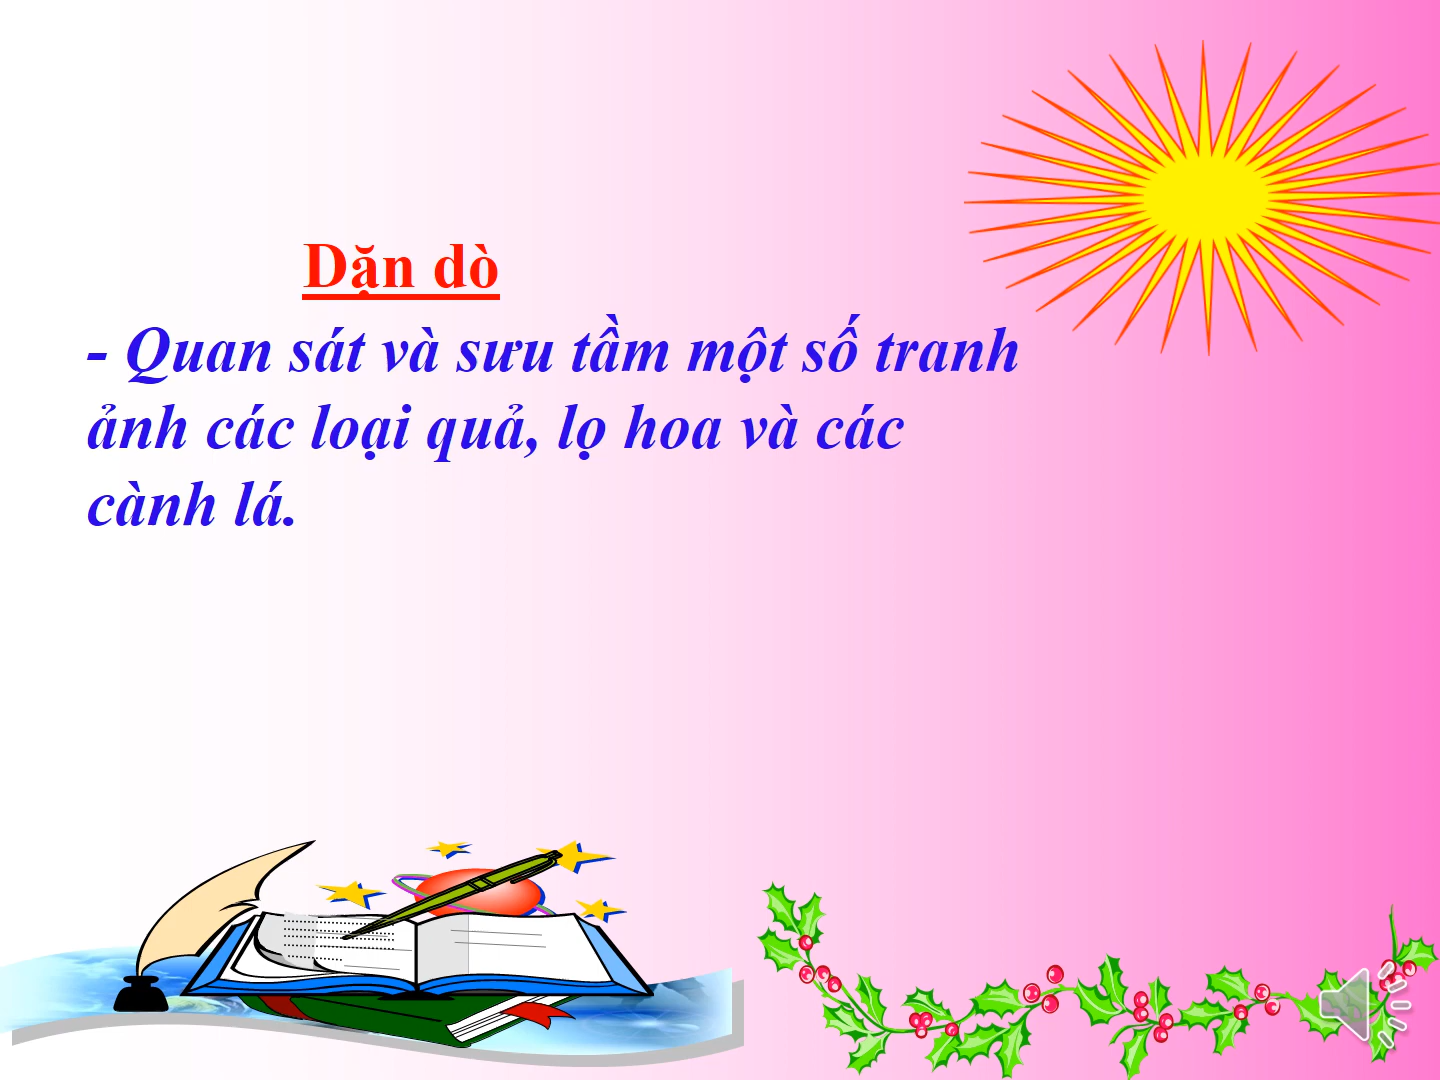 Dặn dò
- Quan sát và sưu tầm một số tranh
ảnh các loại quả, lọ hoa và các
cành lá.